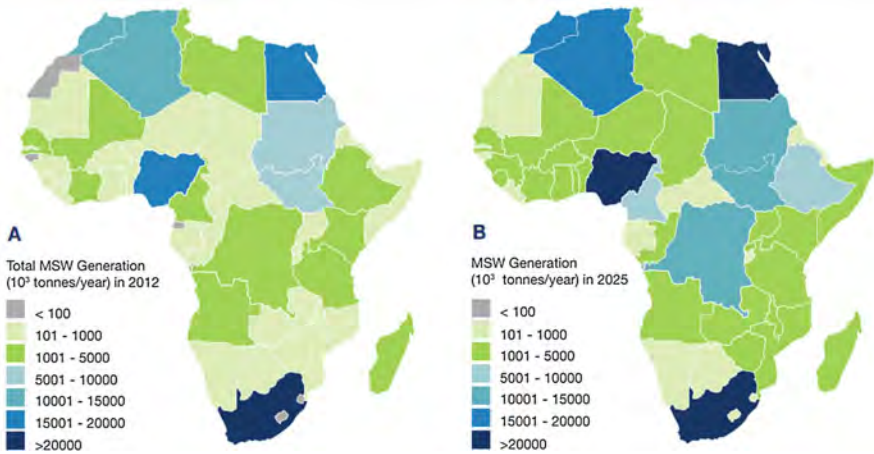 A
Total MSW Generation
(10³ tonnes/year) in 2012
< 100
101 - 1000
1001 - 5000
5001 - 10000
10001 - 15000
15001 - 20000
>20000
B
MSW Generation
(10³ tonnes/year) in 2025
< 100
101 - 1000
1001 - 5000
5001 - 10000
10001 - 15000
15001 - 20000
>20000